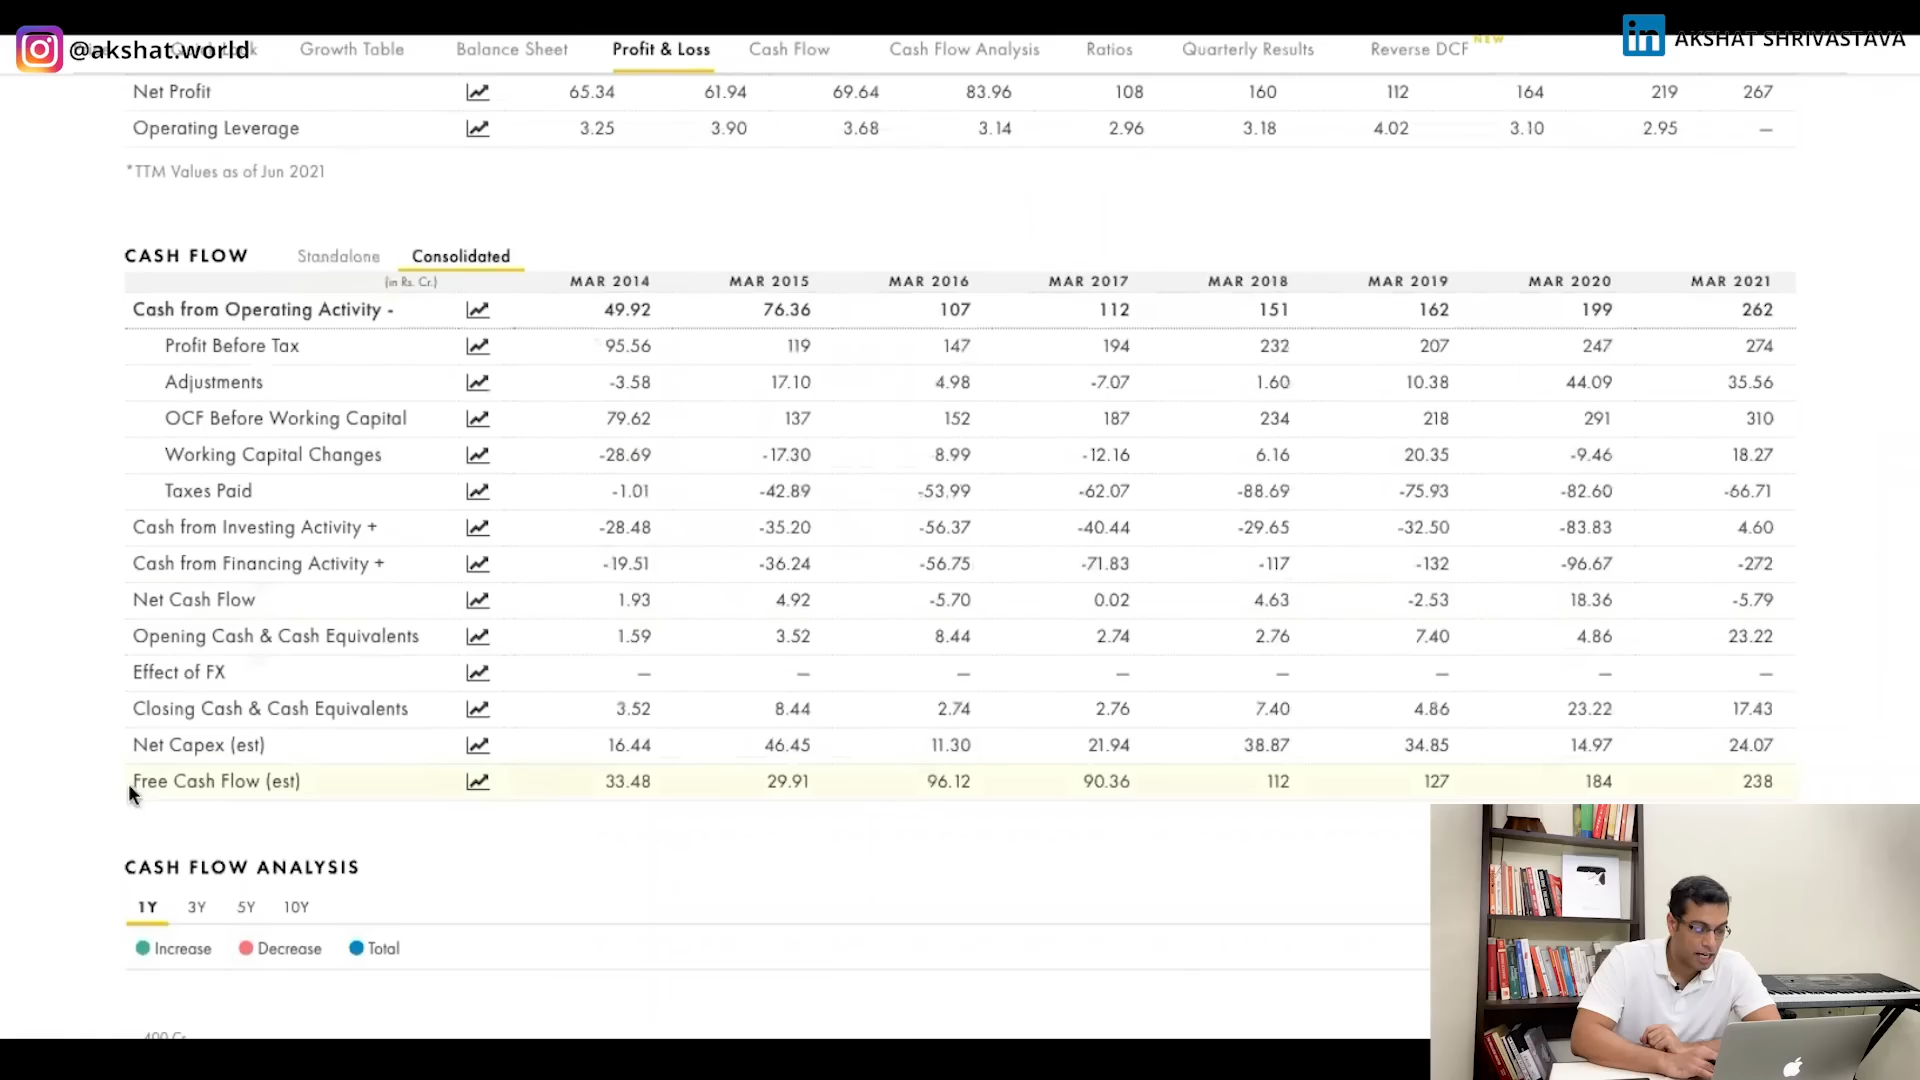 @akshat.world
Growth Table Balance Sheet Profit & Loss Cash Flow Cash Flow Analysis Ratios Quarterly Results Reverse DCF NEW
in AKSHAT SHRIVASTAVA
Net Profit 65.34 61.94 69.64 83.96 108 160 112 164 219 267
Operating Leverage 3.25 3.90 3.68 3.14 2.96 3.18 4.02 3.10 2.95 —
*TTM Values as of Jun 2021
CASH FLOW Standalone Consolidated
(in Rs. Cr.) MAR 2014 MAR 2015 MAR 2016 MAR 2017 MAR 2018 MAR 2019 MAR 2020 MAR 2021
Cash from Operating Activity - 49.92 76.36 107 112 151 162 199 262
Profit Before Tax 95.56 119 147 194 232 207 247 274
Adjustments -3.58 17.10 4.98 -7.07 1.60 10.38 44.09 35.56
OCF Before Working Capital 79.62 137 152 187 234 218 291 310
Working Capital Changes -28.69 -17.30 8.99 -12.16 6.16 20.35 -9.46 18.27
Taxes Paid -1.01 -42.89 -53.99 -62.07 -88.69 -75.93 -82.60 -66.71
Cash from Investing Activity + -28.48 -35.20 -56.37 -40.44 -29.65 -32.50 -83.83 4.60
Cash from Financing Activity + -19.51 -36.24 -56.75 -71.83 -117 -132 -96.67 -272
Net Cash Flow 1.93 4.92 -5.70 0.02 4.63 -2.53 18.36 -5.79
Opening Cash & Cash Equivalents 1.59 3.52 8.44 2.74 2.76 7.40 4.86 23.22
Effect of FX — — — — — — — —
Closing Cash & Cash Equivalents 3.52 8.44 2.74 2.76 7.40 4.86 23.22 17.43
Net Capex (est) 16.44 46.45 11.30 21.94 38.87 34.85 14.97 24.07
Free Cash Flow (est) 33.48 29.91 96.12 90.36 112 127 184 238
CASH FLOW ANALYSIS
1Y 3Y 5Y 10Y
Increase Decrease Total